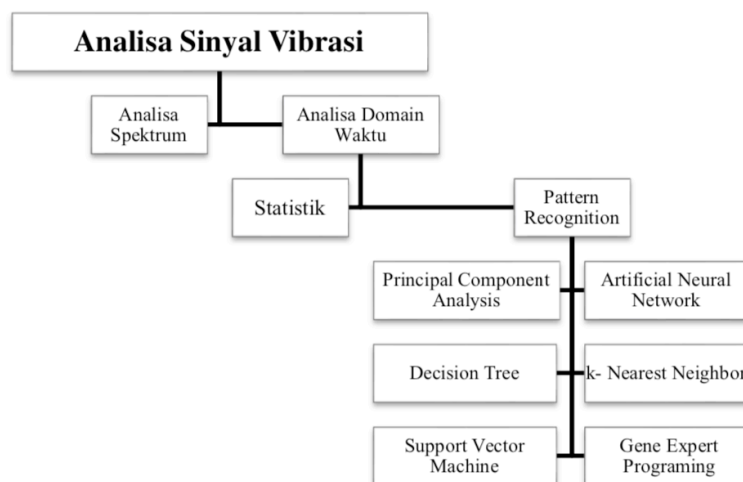 Analisa Sinyal Vibrasi
Analisa
Spektrum
Analisa Domain
Waktu
Statistik
Pattern
Recognition
Principal Component
Analysis
Artificial Neural
Network
Decision Tree
k- Nearest Neighbor
Support Vector
Machine
Gene Expert
Programing